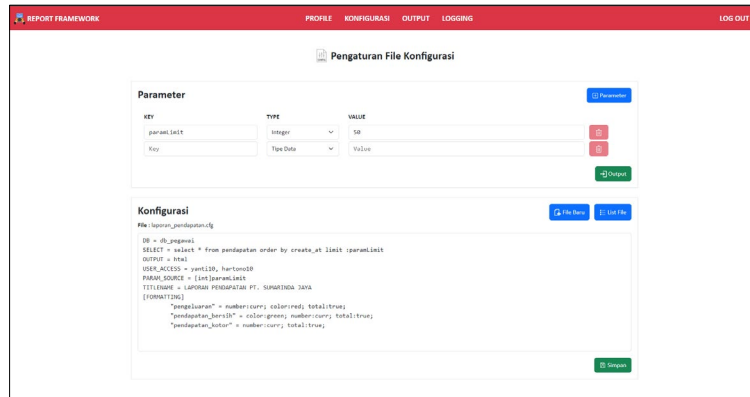 REPORT FRAMEWORK PROFILE KONFIGURASI OUTPUT LOGGING LOG OUT
Pengaturan File Konfigurasi
Parameter
Parameter
KEY TYPE VALUE
paramLimit Integer 50
Key Tipe Data Value
Output
Konfigurasi
File Baru List File
File : laporan_pendapatan.cfg
DB = db_pegawai
SELECT = select * from pendapatan order by create_at limit :paramLimit
OUTPUT = html
USER_ACCESS = yanti10, hartono10
PARAM_SOURCE = [int]paramLimit
TITLENAME = LAPORAN PENDAPATAN PT. SUMARINDA JAYA
[FORMATTING]
"pengeluaran" = number:curr; color:red; total:true;
"pendapatan_bersih" = color:green; number:curr; total:true;
"pendapatan_kotor" = number:curr; total:true;
Simpan